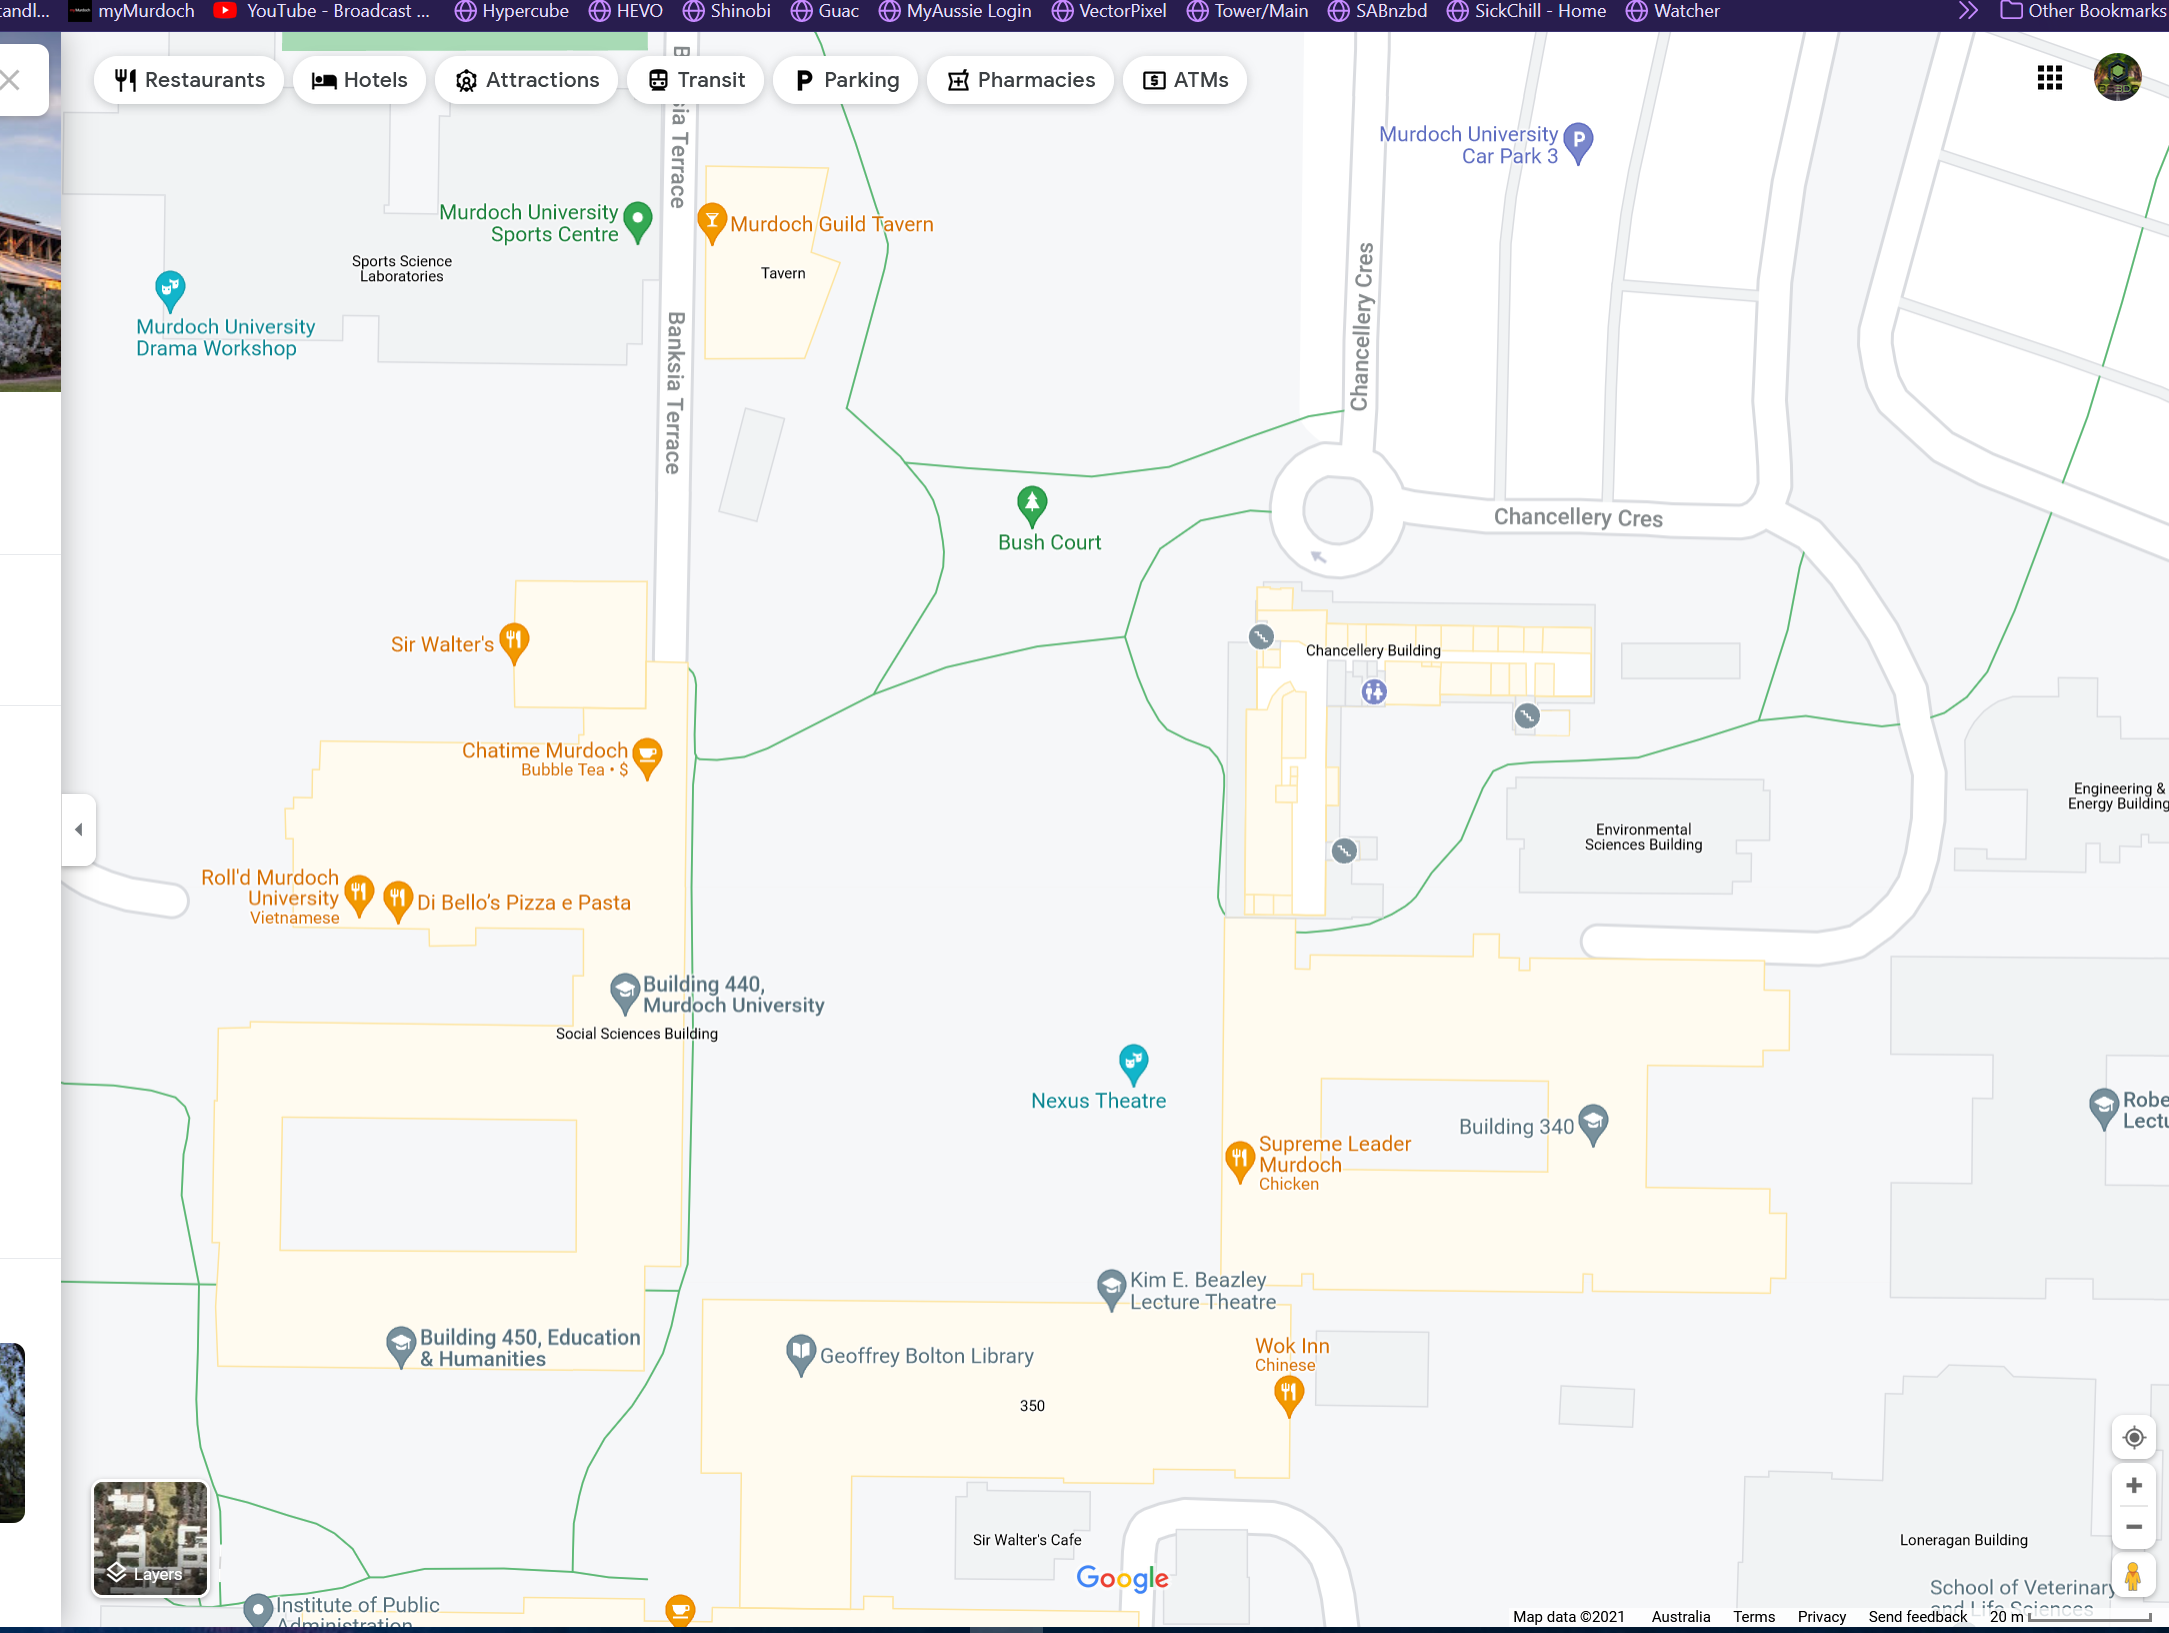 myMurdoch
YouTube - Broadcast ...
Hypercube
HEVO
Shinobi
Guac
MyAussie Login
VectorPixel
Tower/Main
SABnzbd
SickChill - Home
Watcher
Other Bookmarks
Restaurants
Hotels
Attractions
Transit
Parking
Pharmacies
ATMs
Banksia Terrace
Murdoch University
Car Park 3
Murdoch University
Sports Centre
Murdoch Guild Tavern
Tavern
Sports Science
Laboratories
Murdoch University
Drama Workshop
Chancellery Cres
Banksia Terrace
Chancellery Cres
Bush Court
Sir Walter's
Chancellery Building
Chatime Murdoch
Bubble Tea • $
Engineering &
Energy Building
Environmental
Sciences Building
Roll'd Murdoch
University
Vietnamese
Di Bello's Pizza e Pasta
Building 440,
Murdoch University
Social Sciences Building
Nexus Theatre
Building 340
Supreme Leader
Murdoch
Chicken
Kim E. Beazley
Lecture Theatre
Building 450, Education
& Humanities
Geoffrey Bolton Library
Wok Inn
Chinese
350
Sir Walter's Cafe
Loneragan Building
Layers
Google
School of Veterinary
and Life Sciences
Institute of Public
Administration
Map data ©2021
Australia
Terms
Privacy
Send feedback
20 m